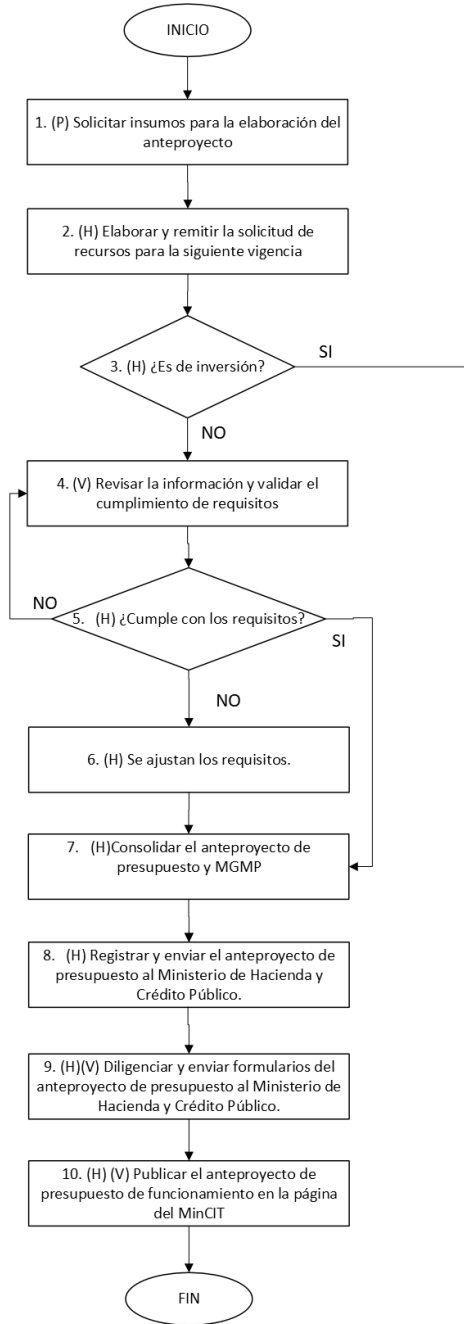 INICIO
1. (P) Solicitar insumos para la elaboración del
anteproyecto
2. (H) Elaborar y remitir la solicitud de
recursos para la siguiente vigencia
3. (H) ¿Es de inversión?
SI
NO
4. (V) Revisar la información y validar el
cumplimiento de requisitos
NO
5. (H) ¿Cumple con los requisitos?
SI
NO
6. (H) Se ajustan los requisitos.
7. (H)Consolidar el anteproyecto de
presupuesto y MGMP
8. (H) Registrar y enviar el anteproyecto de
presupuesto al Ministerio de Hacienda y
Crédito Público.
9. (H)(V) Diligenciar y enviar formularios del
anteproyecto de presupuesto al Ministerio de
Hacienda y Crédito Público.
10. (H) (V) Publicar el anteproyecto de
presupuesto de funcionamiento en la página
del MinCIT
FIN